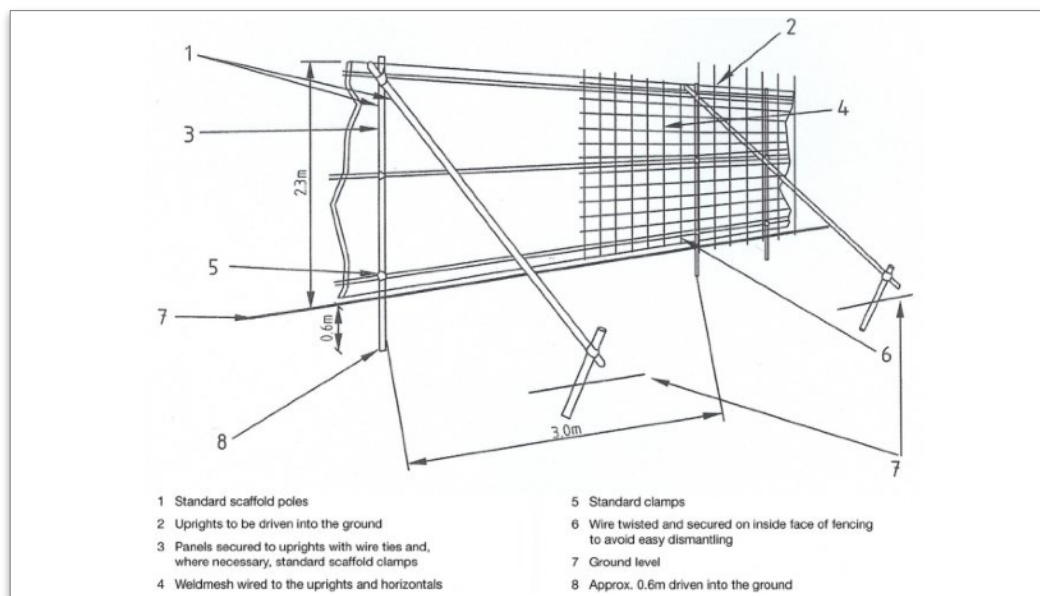 1
2
3
4
2.3m
5
7
0.6m
6
8
3.0m
7
1 Standard scaffold poles
2 Uprights to be driven into the ground
3 Panels secured to uprights with wire ties and,
where necessary, standard scaffold clamps
4 Weldmesh wired to the uprights and horizontals
5 Standard clamps
6 Wire twisted and secured on inside face of fencing
to avoid easy dismantling
7 Ground level
8 Approx. 0.6m driven into the ground